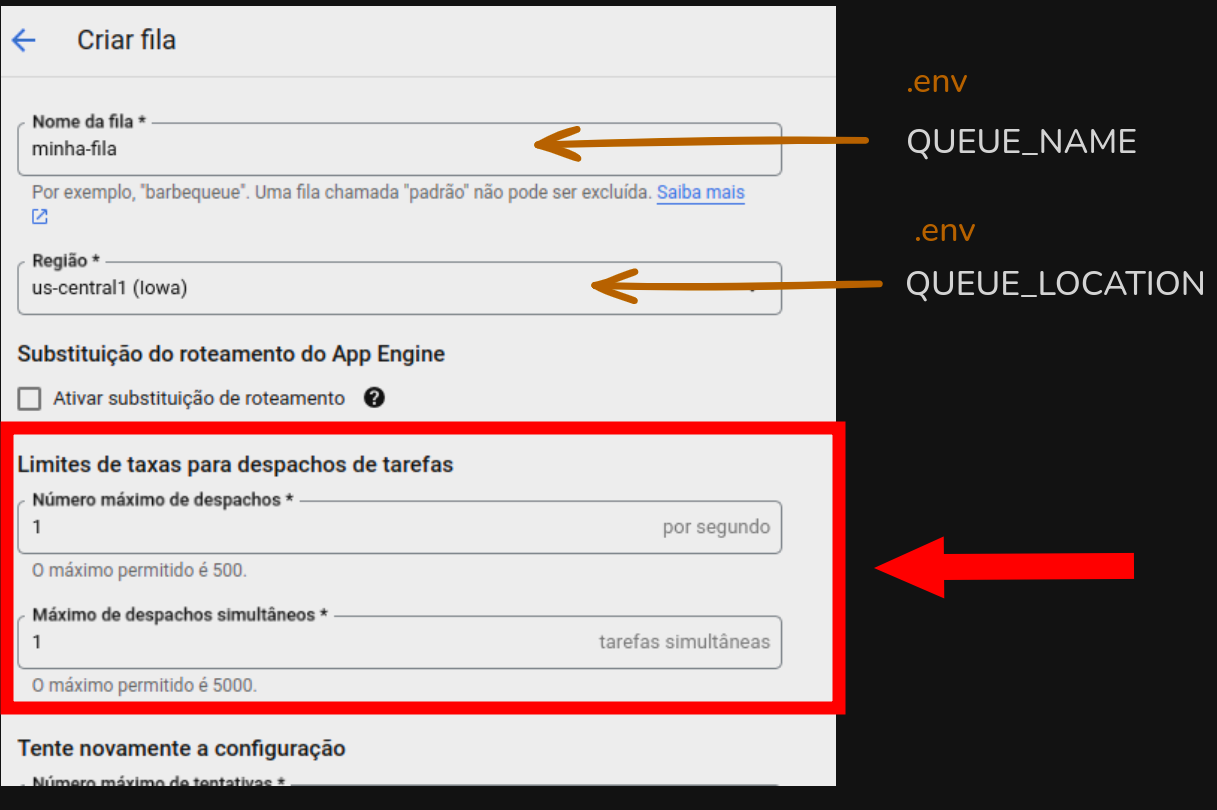 Criar fila
.env
QUEUE_NAME
Nome da fila *
minha-fila
Por exemplo, "barbequeue". Uma fila chamada "padrão" não pode ser excluída. Saiba mais
.env
QUEUE_LOCATION
Região *
us-central1 (Iowa)
Substituição do roteamento do App Engine
Ativar substituição de roteamento ?
Limites de taxas para despachos de tarefas
Número máximo de despachos *
1 por segundo
O máximo permitido é 500.
Máximo de despachos simultâneos *
1 tarefas simultâneas
O máximo permitido é 5000.
Tente novamente a configuração
Número máximo de tentativas *